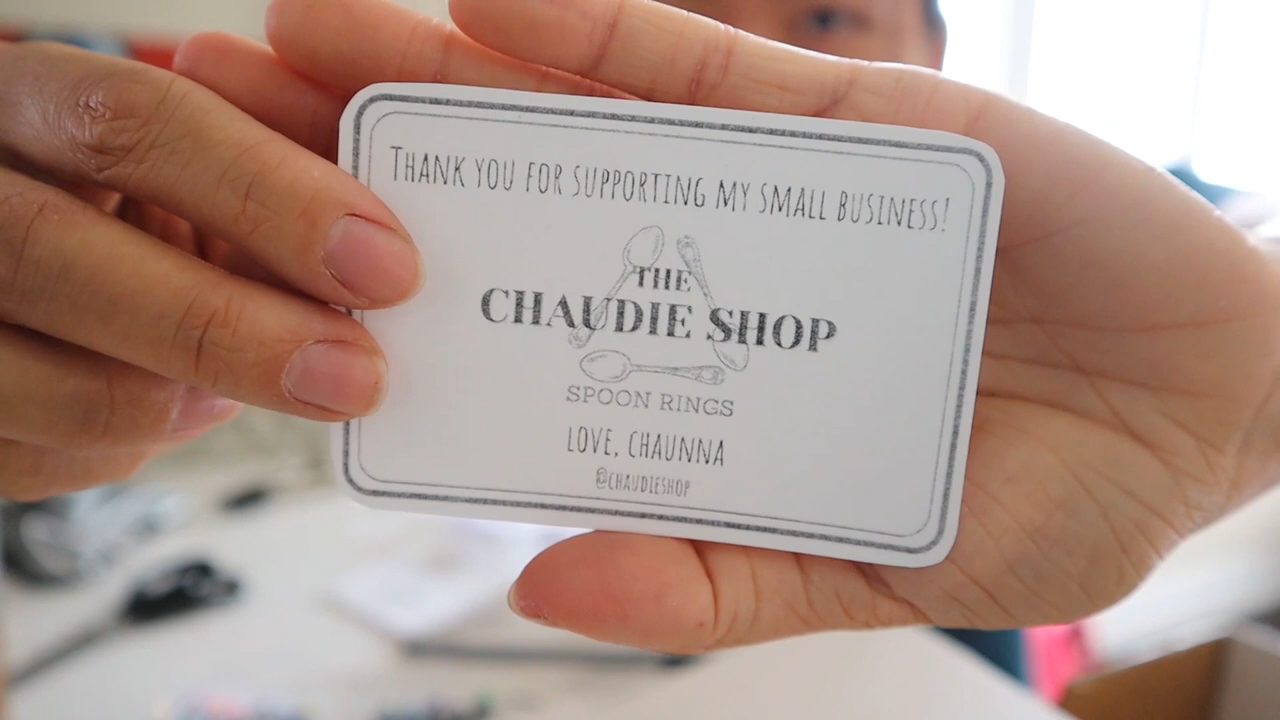 THANK YOU FOR SUPPORTING MY SMALL BUSINESS!
THE
CHAUDIE SHOP
SPOON RINGS
LOVE, CHAUNNA
@CHAUDIESHOP